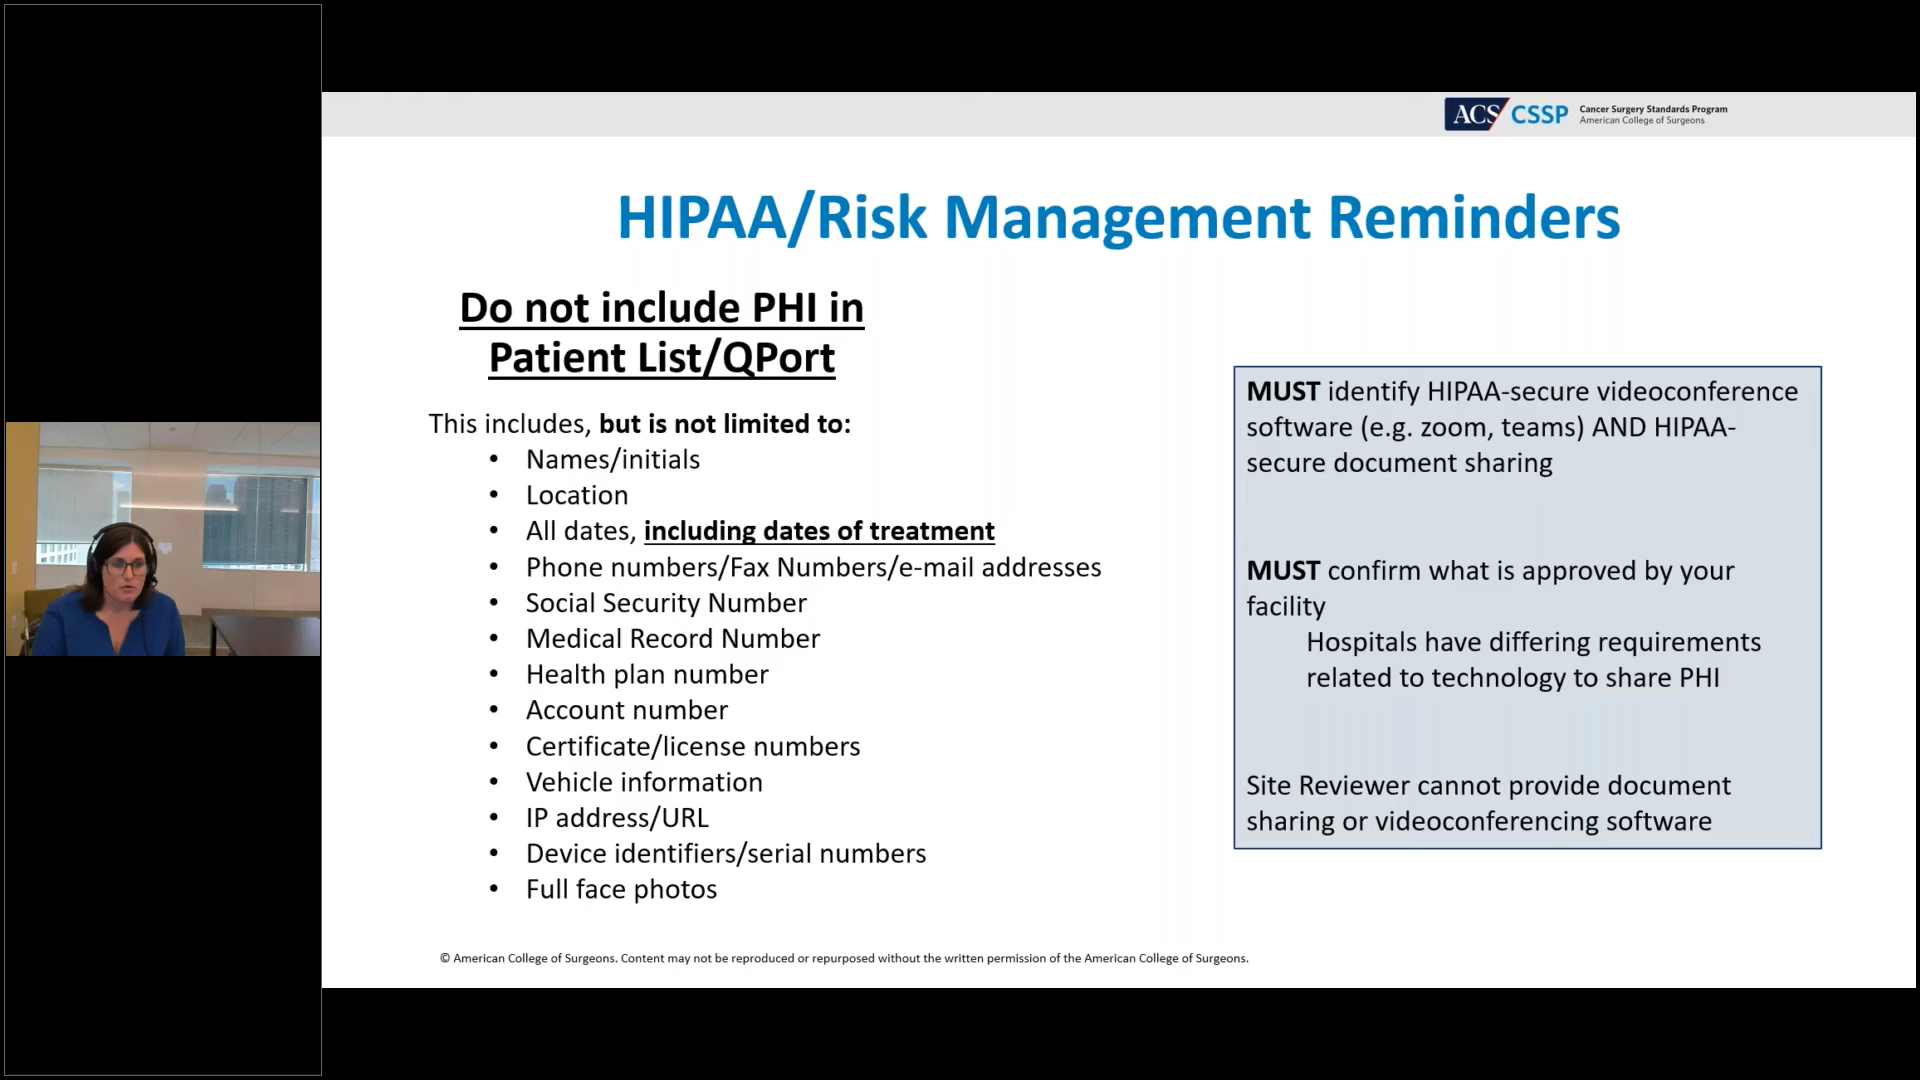 ACS CSSP Cancer Surgery Standards Program
American College of Surgeons
HIPAA/Risk Management Reminders
Do not include PHI in
Patient List/QPort
This includes, but is not limited to:
• Names/initials
• Location
• All dates, including dates of treatment
• Phone numbers/Fax Numbers/e-mail addresses
• Social Security Number
• Medical Record Number
• Health plan number
• Account number
• Certificate/license numbers
• Vehicle information
• IP address/URL
• Device identifiers/serial numbers
• Full face photos
MUST identify HIPAA-secure videoconference
software (e.g. zoom, teams) AND HIPAA-
secure document sharing
MUST confirm what is approved by your
facility
Hospitals have differing requirements
related to technology to share PHI
Site Reviewer cannot provide document
sharing or videoconferencing software
© American College of Surgeons. Content may not be reproduced or repurposed without the written permission of the American College of Surgeons.